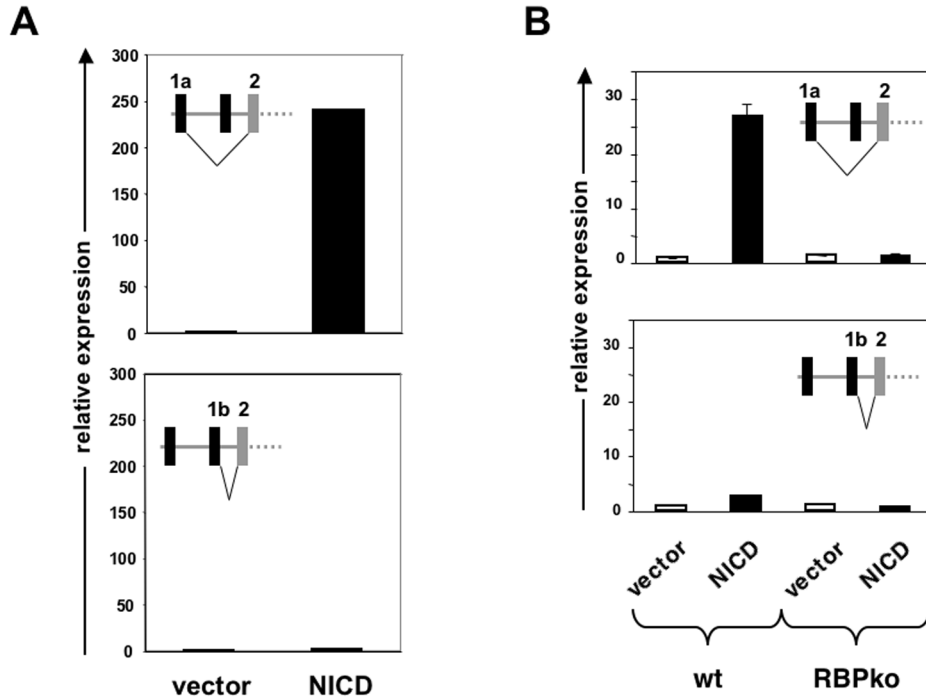 A
relative expression
300
250
200
150
100
50
0
1a 2
300
250
200
150
100
50
0
1b 2
vector NICD
B
relative expression
30
20
10
0
1a 2
relative expression
30
20
10
0
1b 2
vector NICD vector NICD
wt RBPko